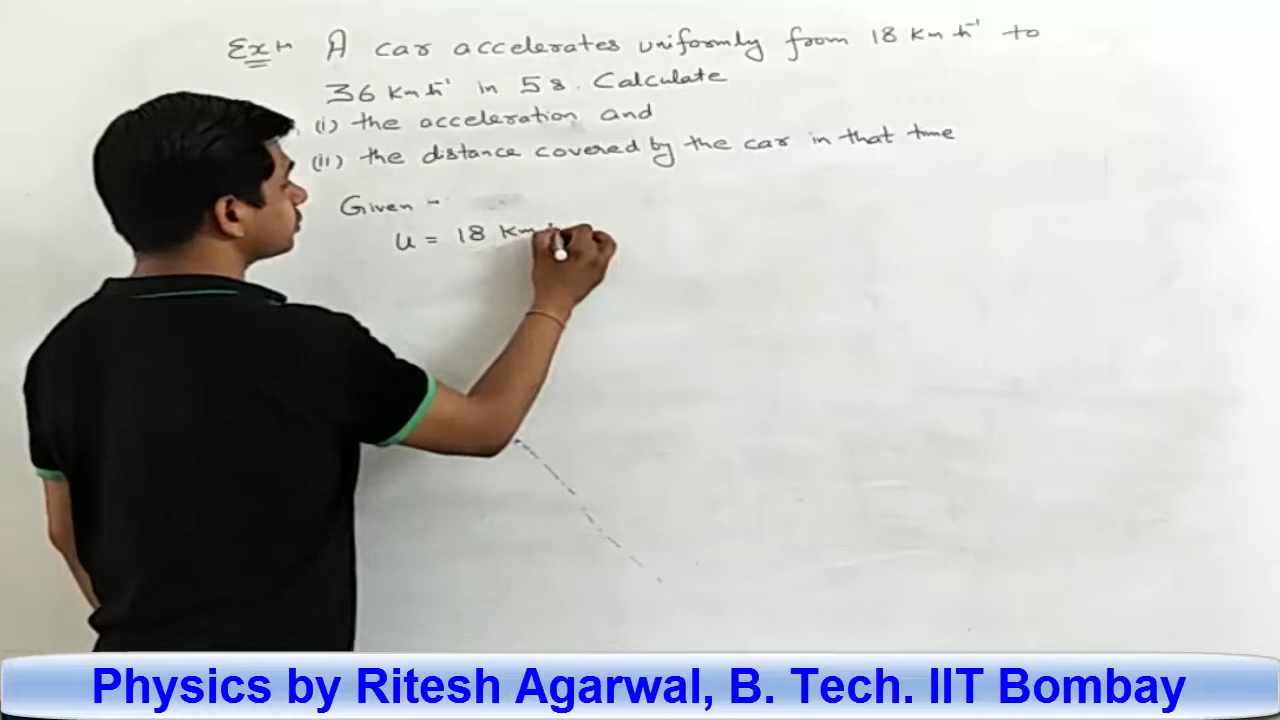 Ex:- A car accelerates uniformly from 18 Km h⁻¹ to
36 Km h⁻¹ in 5 s. Calculate
(i) the acceleration and
(ii) the distance covered by the car in that time
Given -
u = 18 Km
Physics by Ritesh Agarwal, B. Tech. IIT Bombay